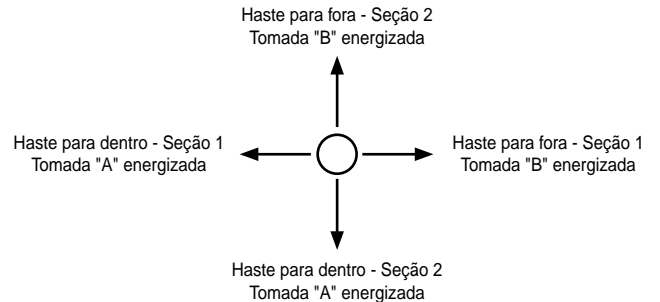 Haste para fora - Seção 2
Tomada "B" energizada
Haste para dentro - Seção 1
Tomada "A" energizada
Haste para fora - Seção 1
Tomada "B" energizada
Haste para dentro - Seção 2
Tomada "A" energizada